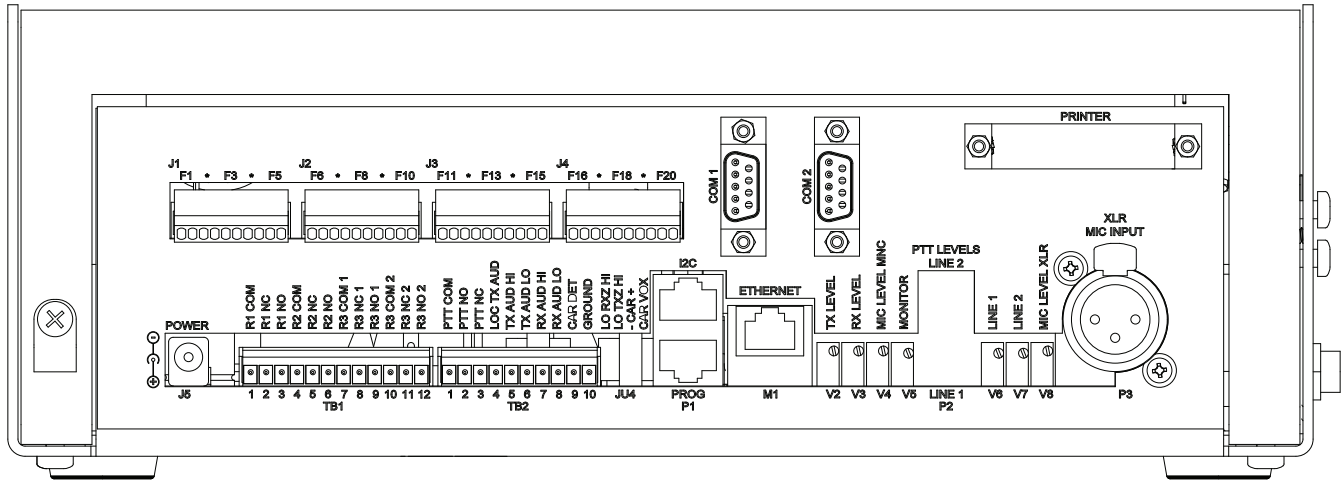 PRINTER
J1 J2 J3 J4
F1 * F3 * F5 F6 * F8 * F10 F11 * F13 * F15 F16 * F18 * F20
COM 1
COM 2
XLR
MIC INPUT
PTT LEVELS
LINE 2
I2C
ETHERNET
POWER
R1 COM
R1 NC
R1 NO
R2 COM
R2 NC
R2 NO
R3 COM 1
R3 NC 1
R3 NO 1
R3 COM 2
R3 NC 2
R3 NO 2
PTT COM
PTT NO
PTT NC
LOC TX AUD
TX AUD HI
TX AUD LO
RX AUD HI
RX AUD LO
CAR DET
GROUND
LO RXZ HI
LO TXZ HI
- CAR +
CAR VOX
TX LEVEL
RX LEVEL
MIC LEVEL MNC
MONITOR
LINE 1
LINE 2
MIC LEVEL XLR
J5 1 2 3 4 5 6 7 8 9 10 11 12 1 2 3 4 5 6 7 8 9 10 JU4 PROG M1 V2 V3 V4 V5 LINE 1 V6 V7 V8 P3
TB1 TB2 P1 P2